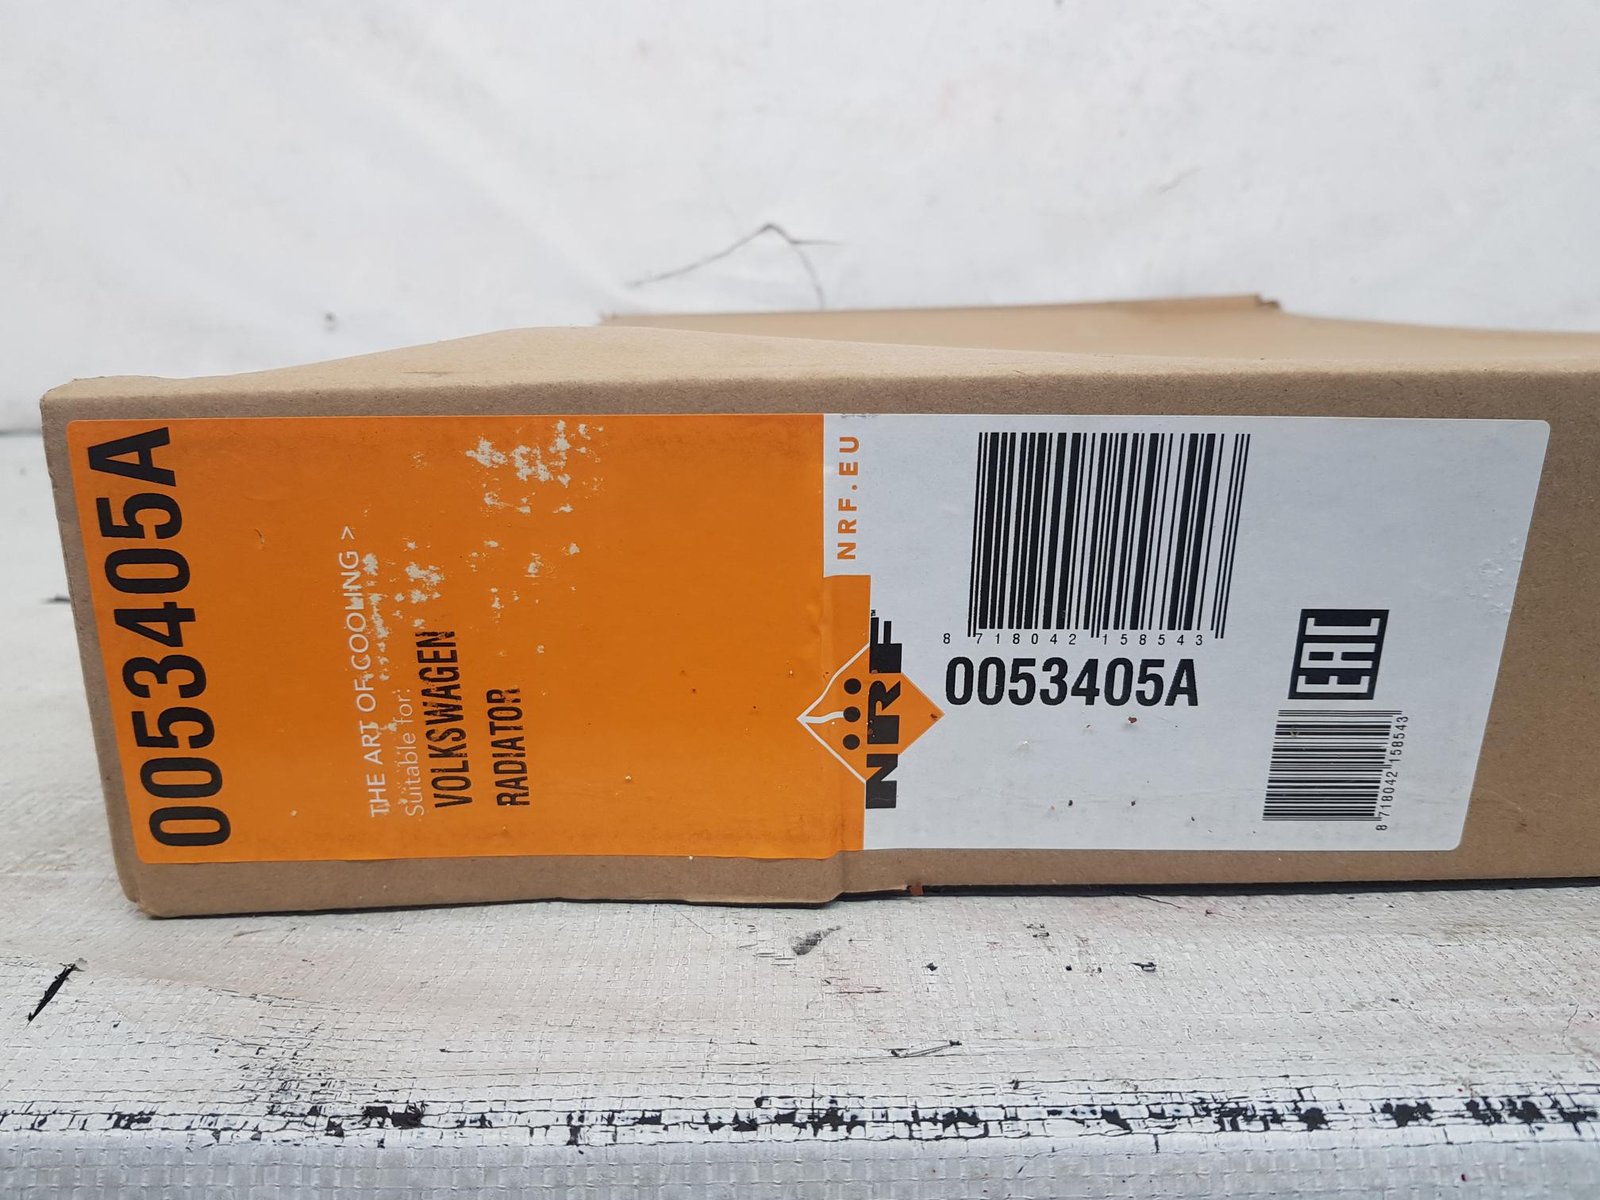 0053405A
THE ART OF COOLING >
Suitable for:
VOLKSWAGEN
RADIATOR
NRF.EU
NRF™
8 718042 158543
0053405A
EAC
8 718042 158543